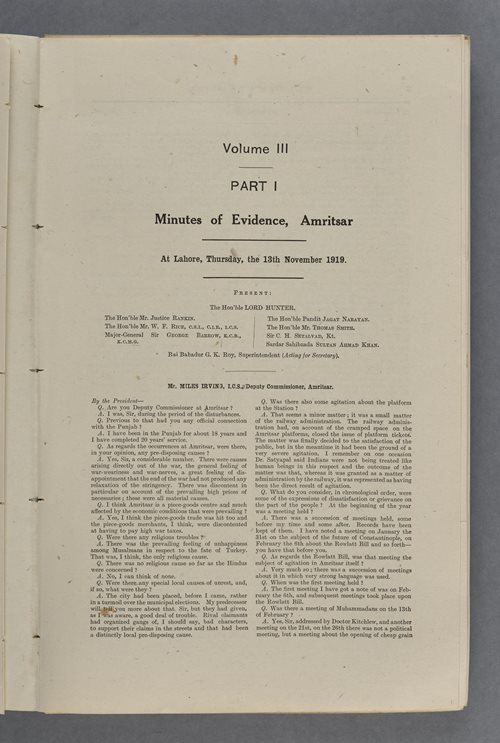 Volume III
PART I
Minutes of Evidence, Amritsar
At Lahore, Thursday, the 13th November 1919.
PRESENT:
The Hon'ble LORD HUNTER.
The Hon'ble Mr. Justice RANKIN.
The Hon'ble Mr. W. F. RICE, C.S.I., C.I.E., I.C.S.
Major-General Sir GEORGE BARROW, K.C.B.,
K.C.M.G.
The Hon'ble Pandit JAGAT NARAYAN.
The Hon'ble Mr. THOMAS SMITH.
Sir C. H. SETALVAD, Kt.
Sardar Sahibzada SULTAN AHMAD KHAN.
Rai Bahadur G. K. ROY, Superintendent (Acting for Secretary).
Mr. MILES IRVING, I.C.S., Deputy Commissioner, Amritsar.
By the President—
Q. Are you Deputy Commissioner at Amritsar?
A. I was, Sir, during the period of the disturbances.
Q. Previous to that had you any official connection
with the Punjab?
A. I have been in the Punjab for about 18 years and
I have completed 20 years' service.
Q. As regards the occurrences at Amritsar, were there,
in your opinion, any pre-disposing causes?
A. Yes, Sir, a considerable number. There were causes
arising directly out of the war, the general feeling of
war-weariness and war-nerves, a great feeling of dis-
appointment that the end of the war had not produced any
relaxation of the stringency. There was discontent in
particular on account of the prevailing high prices of
necessaries; these were all material causes.
Q. I think Amritsar is a piece-goods centre and much
affected by the economic conditions that were prevailing?
A. Yes, I think the piece-goods trade was hit too and
the piece-goods merchants, I think, were discontented
at having to pay high war taxes.
Q. Were there any religious troubles?
A. There was the prevailing feeling of unhappiness
among Musalmans in respect to the fate of Turkey.
That was, I think, the only religious cause.
Q. There was no religious cause so far as the Hindus
were concerned?
A. No, I can think of none.
Q. Were there any special local causes of unrest, and,
if so, what were they?
A. The city had been placed, before I came, rather
in a turmoil over the municipal elections. My predecessor
will tell you more about that. Sir, but they had given,
as I was aware, a good deal of trouble. Rival claimants
had organized gangs of, I should say, bad characters,
to support their claims in the streets and that had been
a distinctly local pre-disposing cause.
Q. Was there also some agitation about the platform
at the Station?
A. That seems a minor matter; it was a small matter
of the railway administration. The railway adminis-
tration had, on account of the cramped space on the
Amritsar platforms, closed the issue of platform tickets.
The matter was finally decided to the satisfaction of the
public, but in the meantime it had been the ground of a
very severe agitation. I remember on one occasion
Dr. Satyapal said Indians were not being treated like
human beings in this respect and the outcome of the
matter was that, whereas it was granted as a matter of
administration by the railway, it was represented as having
been the direct result of agitation.
Q. What do you consider, in chronological order, were
some of the expressions of dissatisfaction or grievance on
the part of the people? At the beginning of the year
was a meeting held?
A. There was a succession of meetings held, some
before my time and some after. Records have been
kept of them. I have noted a meeting on January the
31st on the subject of the future of Constantinople, on
February the 6th about the Rowlatt Bill and so forth—
you have that before you.
Q. As regards the Rowlatt Bill, was that meeting the
subject of agitation in Amritsar itself?
A. Very much so; there was a succession of meetings
about it in which very strong language was used.
Q. When was the first meeting held?
A. The first meeting I have got a note of was on Feb-
ruary the 6th, and subsequent meetings took place upon
the Rowlatt Bill.
Q. Was there a meeting of Muhammadans on the 13th
of February?
A. Yes, Sir, addressed by Doctor Kitchlew, and another
meeting on the 21st, on the 26th there was not a political
meeting, but a meeting about the opening of cheap grain